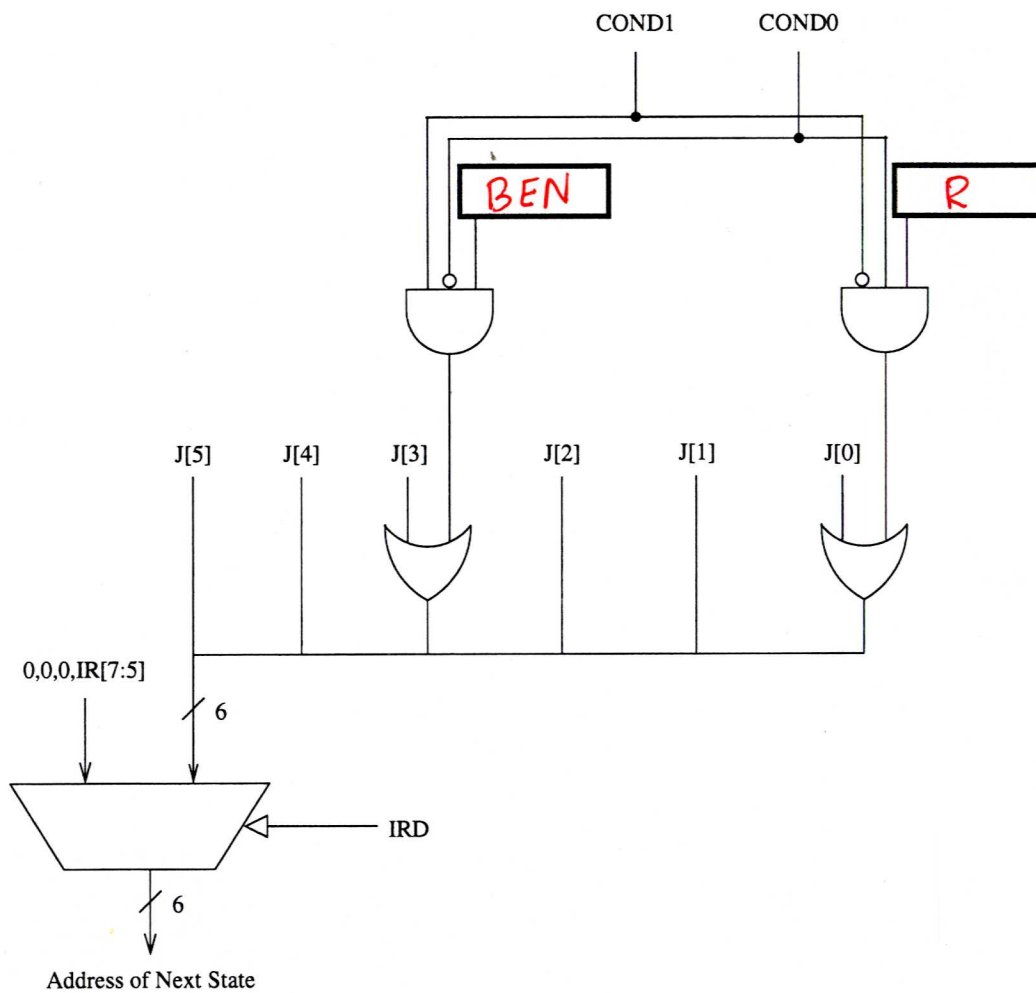 COND1 COND0
BEN R
J[5] J[4] J[3] J[2] J[1] J[0]
0,0,0,IR[7:5]
6
IRD
6
Address of Next State